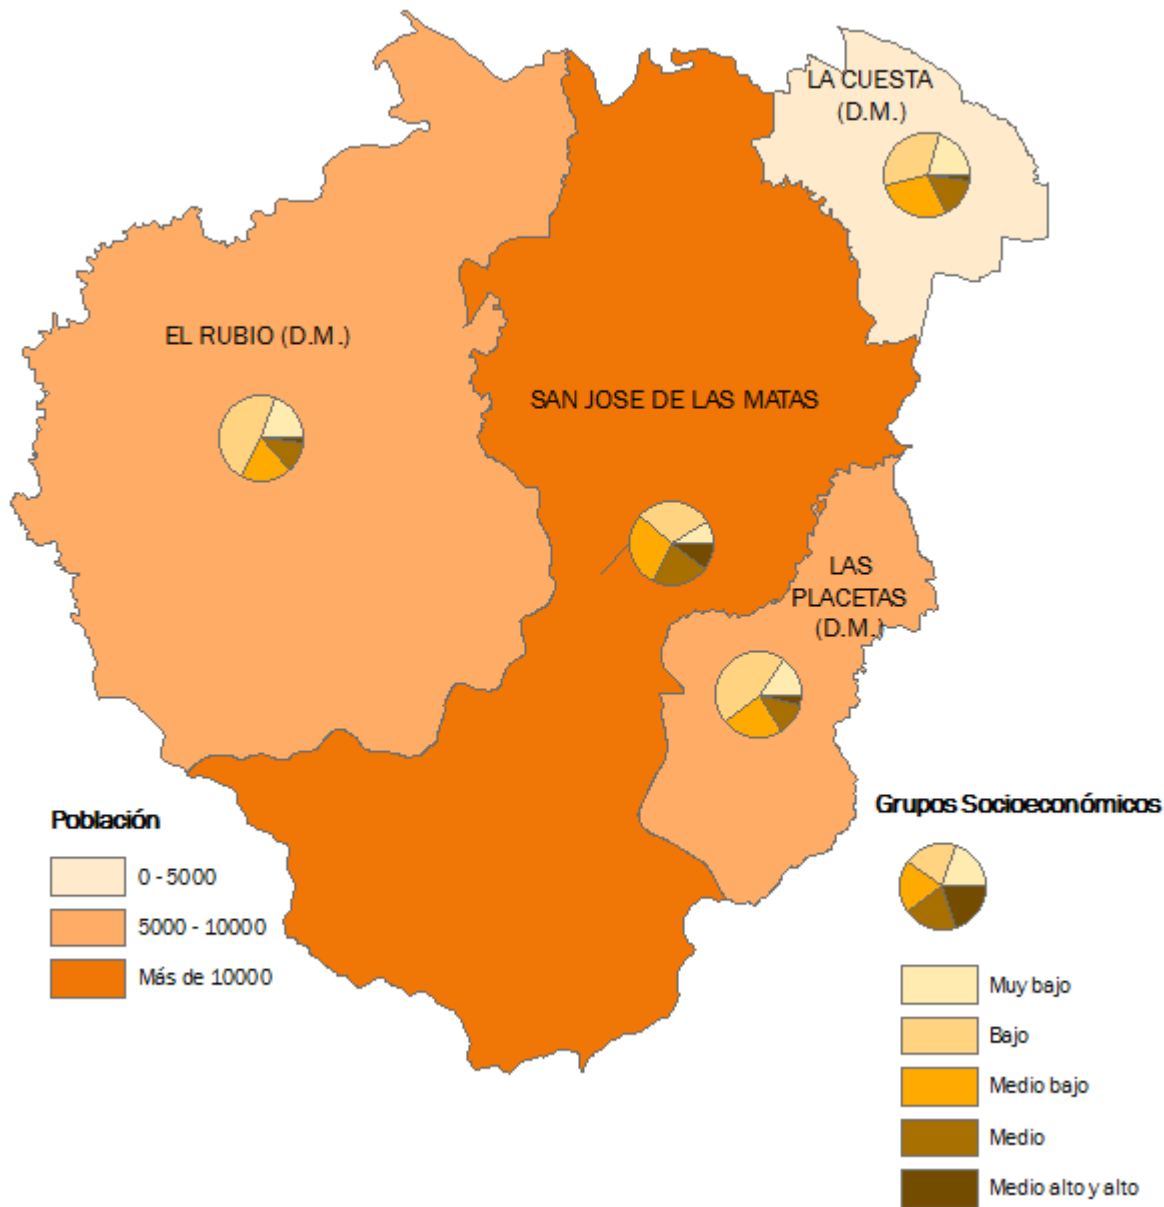 LA CUESTA
(D.M.)
EL RUBIO (D.M.)
SAN JOSE DE LAS MATAS
LAS
PLACETAS
(D.M.)
Población
0 - 5000
5000 - 10000
Más de 10000
Grupos Socioeconómicos
Muy bajo
Bajo
Medio bajo
Medio
Medio alto y alto